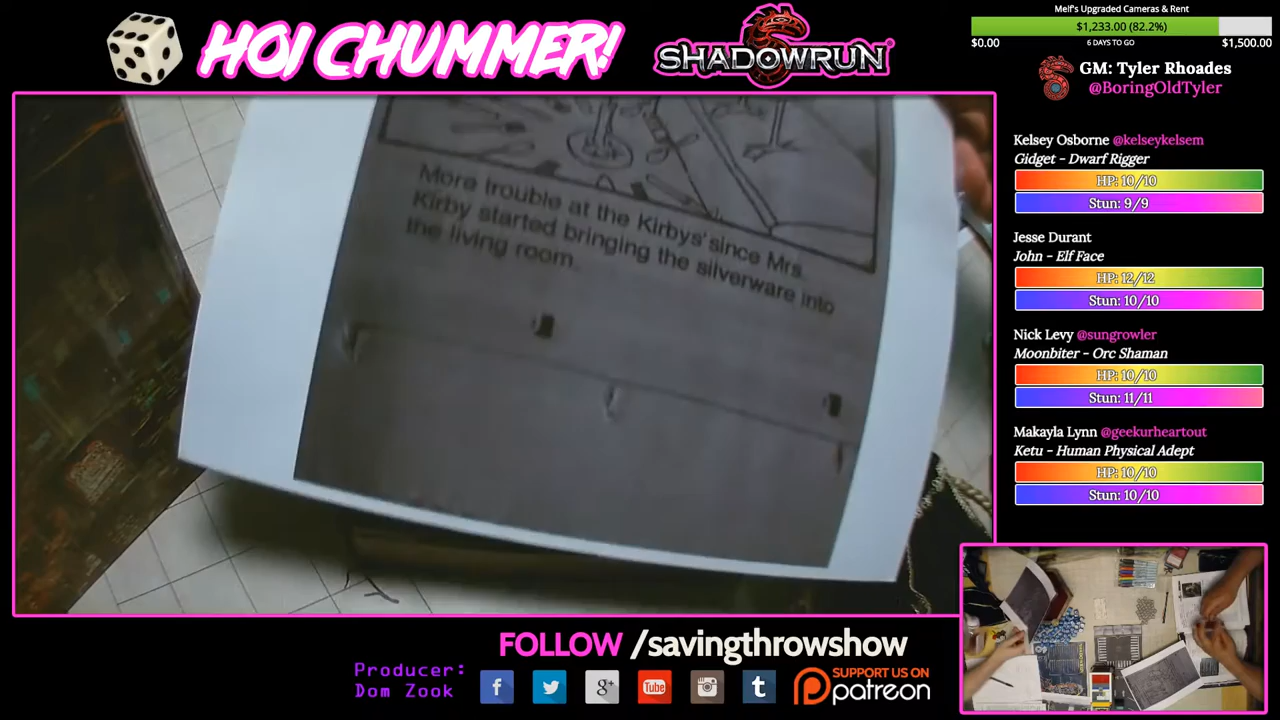 HOI CHUMMER!
SHADOWRUN®
Melf's Upgraded Cameras & Rent
$1,233.00 (82.2%)
$0.00
6 DAYS TO GO
$1,500.00
GM: Tyler Rhoades
@BoringOldTyler
Kelsey Osborne @kelseykelsem
Gidget - Dwarf Rigger
HP: 10/10
Stun: 9/9
Jesse Durant
John - Elf Face
HP: 12/12
Stun: 10/10
Nick Levy @sungrowler
Moonbiter - Orc Shaman
HP: 10/10
Stun: 11/11
Makayla Lynn @geekurheartout
Ketu - Human Physical Adept
HP: 10/10
Stun: 10/10
More trouble at the Kirbys' since Mrs.
Kirby started bringing the silverware into
the living room.
FOLLOW /savingthrowshow
Producer:
Dom Zook
f
g+
You Tube
t
SUPPORT US ON
patreon